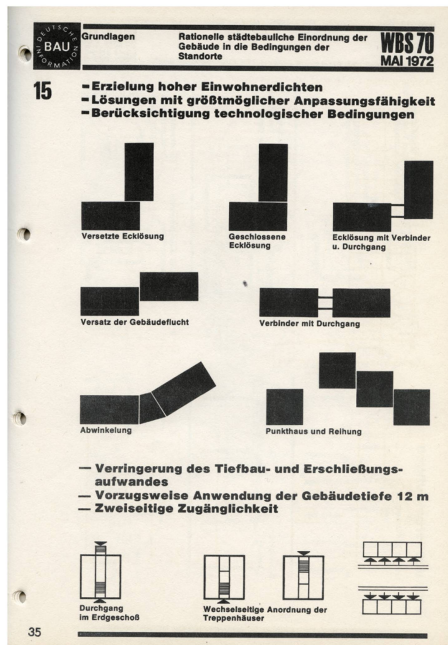 DEUTSCHE
BAU
INFORMATION
Grundlagen
Rationelle städtebauliche Einordnung der
Gebäude in die Bedingungen der
Standorte
WBS 70
MAI 1972
15
- Erzielung hoher Einwohnerdichten
- Lösungen mit größtmöglicher Anpassungsfähigkeit
- Berücksichtigung technologischer Bedingungen
Versetzte Ecklösung
Geschlossene
Ecklösung
Ecklösung mit Verbinder
u. Durchgang
Versatz der Gebäudeflucht
Verbinder mit Durchgang
Abwinkelung
Punkthaus und Reihung
— Verringerung des Tiefbau- und Erschließungs-
aufwandes
— Vorzugsweise Anwendung der Gebäudetiefe 12 m
— Zweiseitige Zugänglichkeit
Durchgang
im Erdgeschoß
Wechselseitige Anordnung der
Treppenhäuser
35